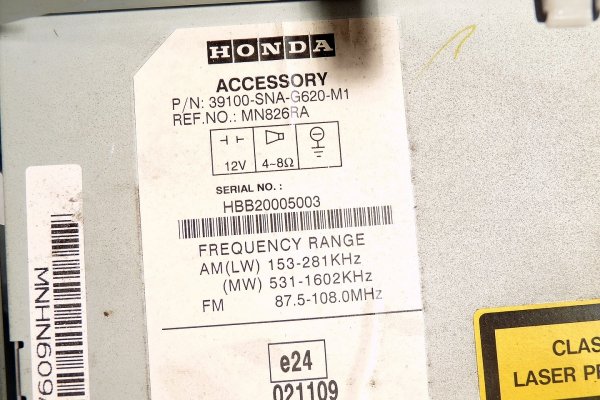 HONDA
ACCESSORY
P/N: 39100-SNA-G620-M1
REF.NO.: MN826RA
12V 4~8Ω
SERIAL NO.:
HBB20005003
FREQUENCY RANGE
AM(LW) 153-281KHz
(MW) 531-1602KHz
FM 87.5-108.0MHz
e24
021109
MNHN609
CLAS
LASER PR